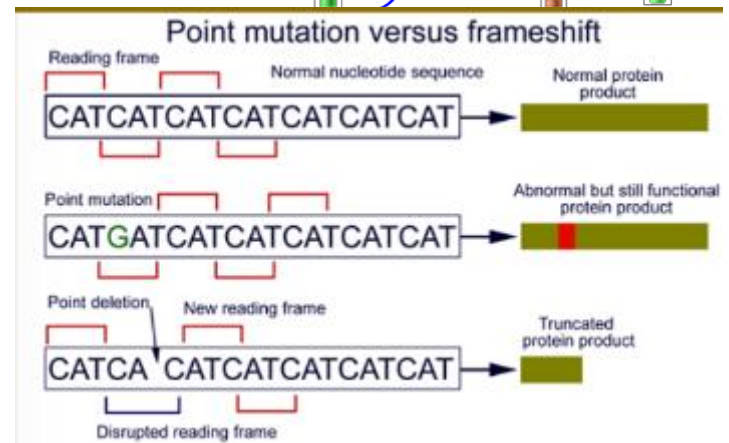 Point mutation versus frameshift
Reading frame
Normal nucleotide sequence
Normal protein
product
CATCATCATCATCATCATCAT
Point mutation
Abnormal but still functional
protein product
CATGATCATCATCATCATCAT
Point deletion
New reading frame
Truncated
protein product
CATCA CATCATCATCATCAT
Disrupted reading frame